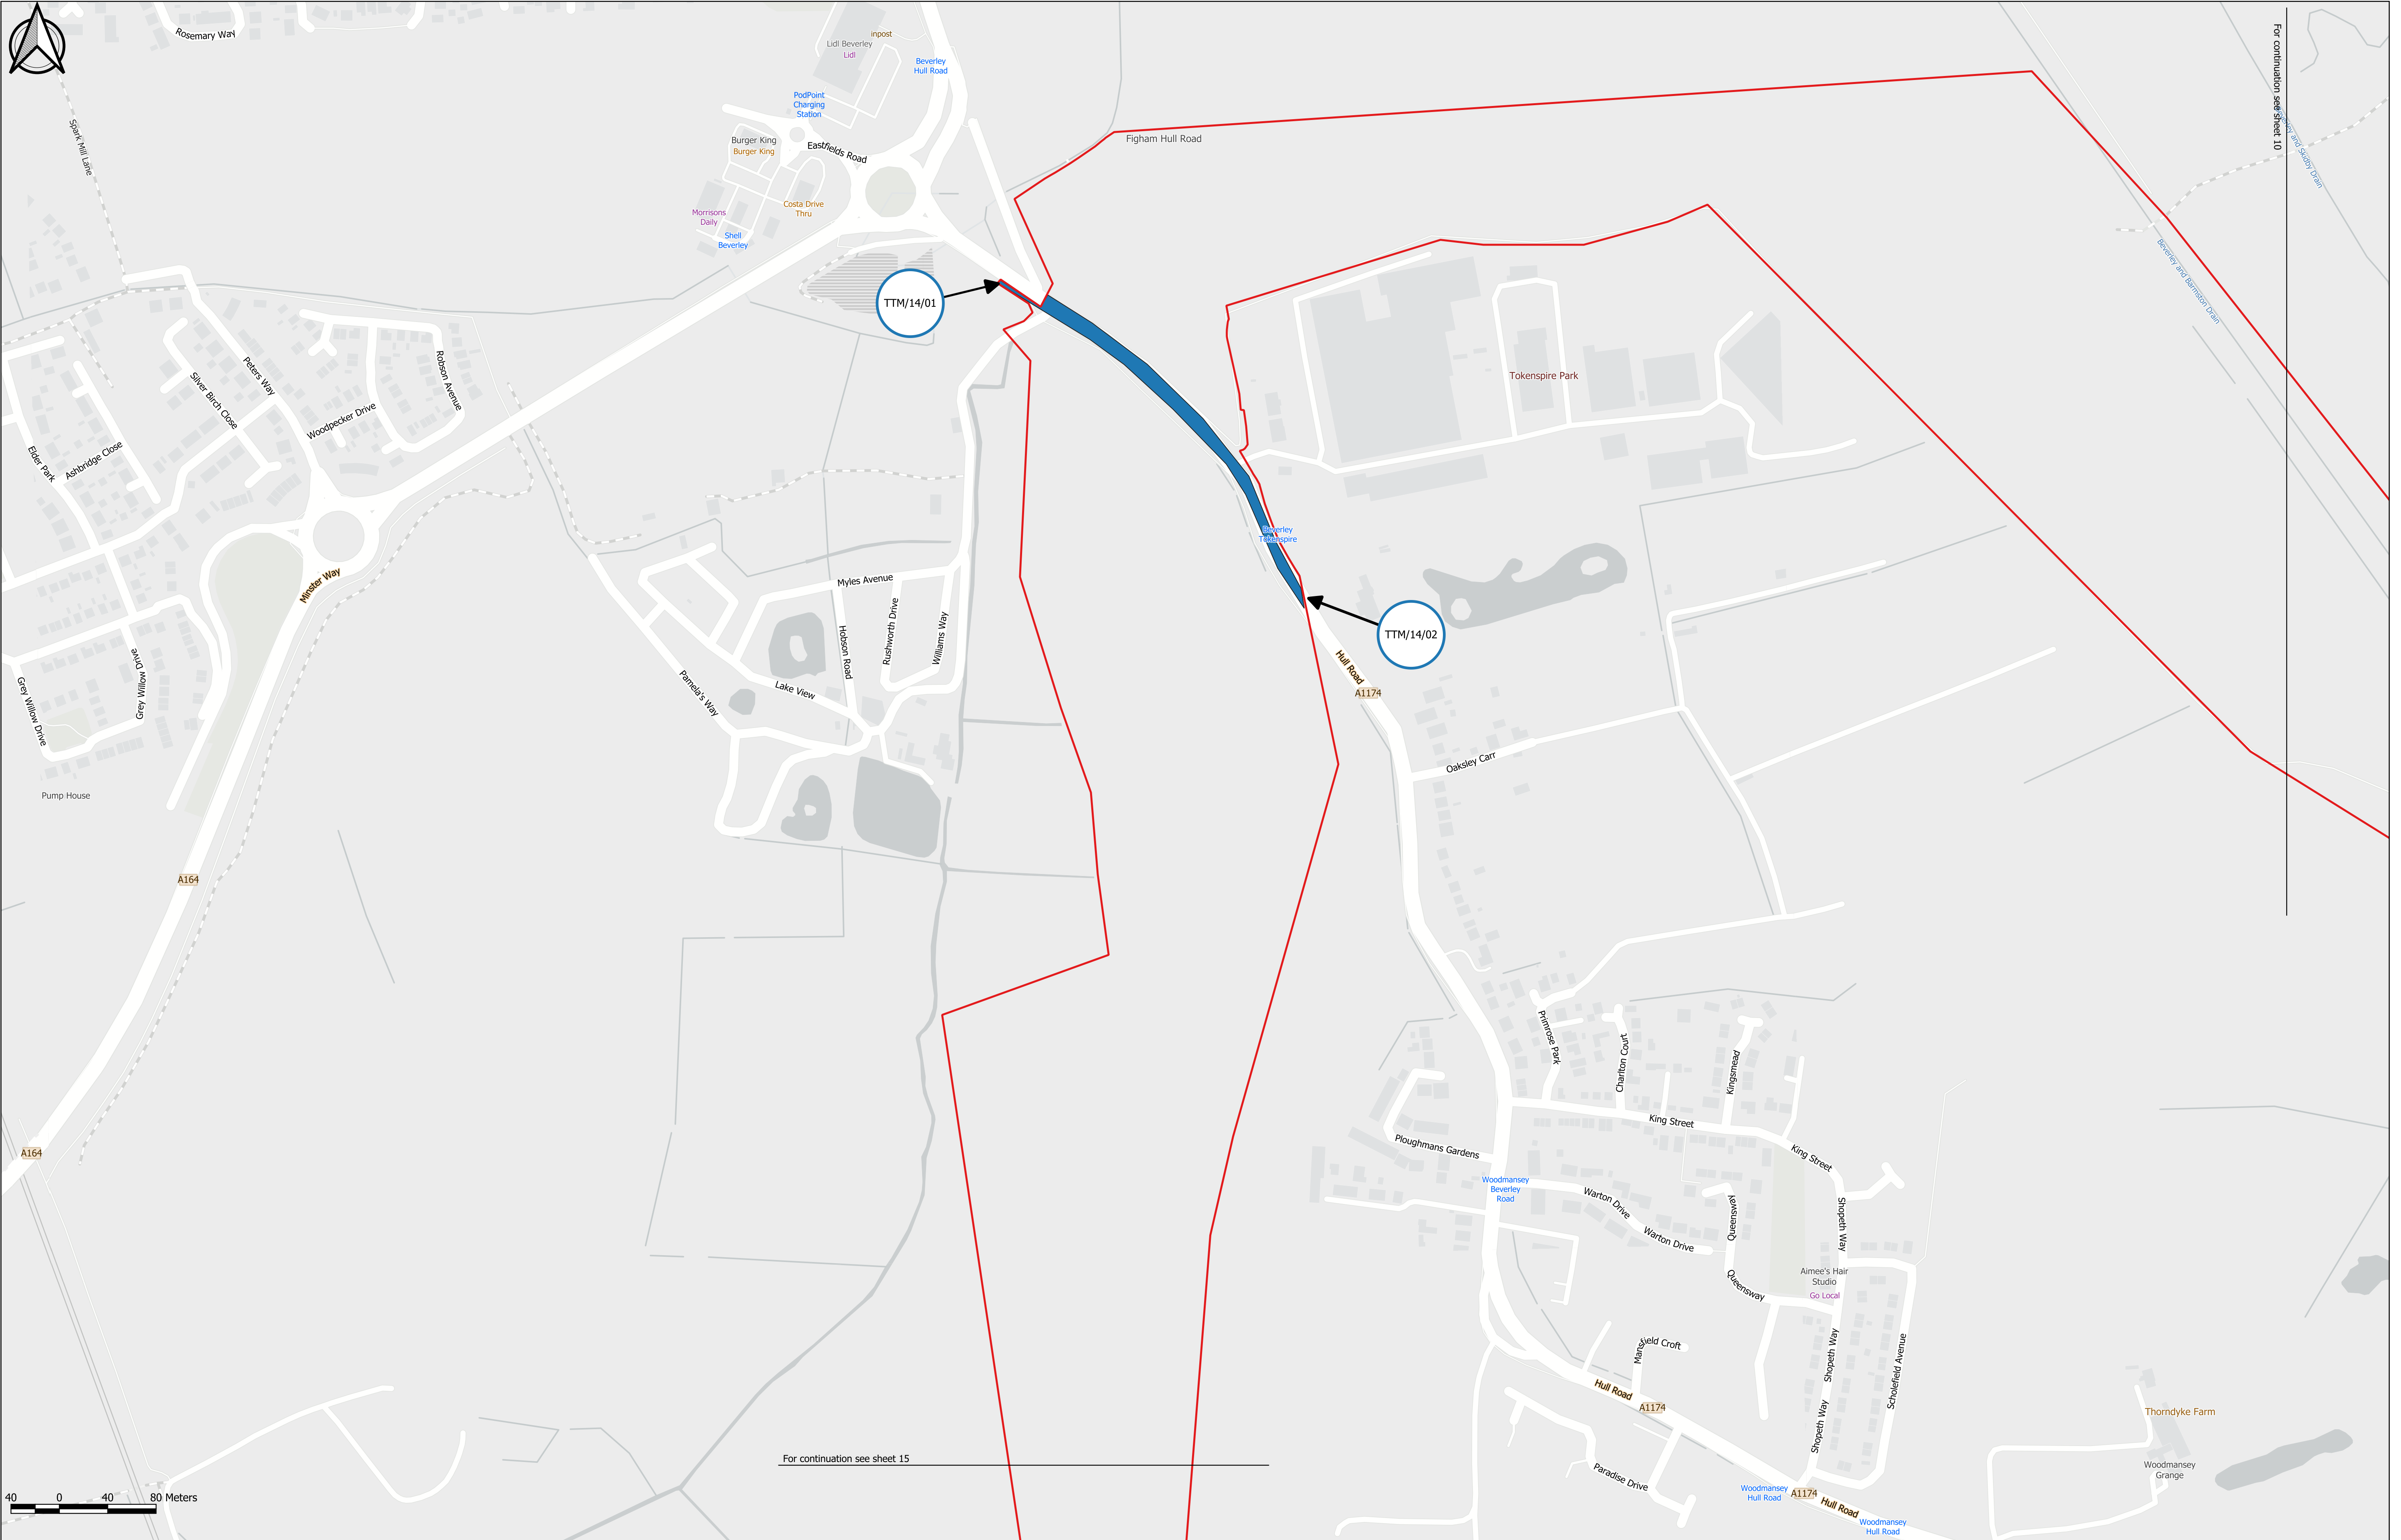 Rosemary Way
Spark Mill Lane
inpost
Lidl Beverley
Lidl
Beverley
Hull Road
PodPoint
Charging
Station
Burger King
Burger King
Eastfields Road
Costa Drive
Thru
Morrisons
Daily
Shell
Beverley
Figham Hull Road
For continuation see sheet 10
Beverley and Skidby Drain
Beverley and Barmston Drain
TTM/14/01
Tokenspire Park
Robson Avenue
Peters Way
Silver Birch Close
Woodpecker Drive
Ashbridge Close
Elder Park
Beverley
Tokenspire
TTM/14/02
Minster Way
Myles Avenue
Rushworth Drive
Williams Way
Hobson Road
Lake View
Pamela's Way
Grey Willow Drive
Grey Willow Drive
Hull Road
A1174
Oaksley Carr
Pump House
A164
A164
Primrose Park
Charlton Court
Kingsmead
King Street
King Street
Ploughmans Gardens
Woodmansey
Beverley
Road
Warton Drive
Warton Drive
Queensway
Queensway
Shopeth Way
Aimee's Hair
Studio
Go Local
Mansfield Croft
Shopeth Way
Scholefield Avenue
Hull Road
A1174
Shopeth Way
Thorndyke Farm
Woodmansey
Grange
Paradise Drive
For continuation see sheet 15
Woodmansey
Hull Road
A1174
Hull Road
Woodmansey
Hull Road
40 0 40 80 Meters